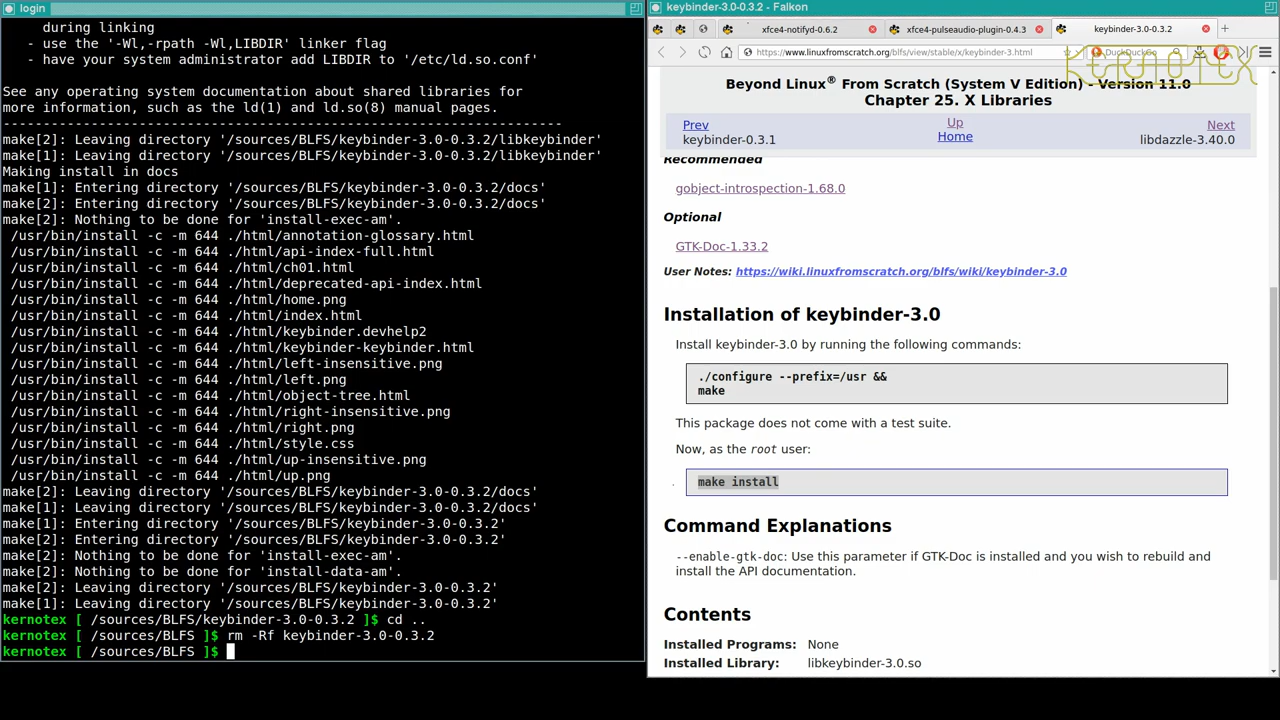 login
during linking
- use the '-Wl,-rpath -Wl,LIBDIR' linker flag
- have your system administrator add LIBDIR to '/etc/ld.so.conf'
See any operating system documentation about shared libraries for
more information, such as the ld(1) and ld.so(8) manual pages.
----------------------------------------------------------------------
make[2]: Leaving directory '/sources/BLFS/keybinder-3.0-0.3.2/libkeybinder'
make[1]: Leaving directory '/sources/BLFS/keybinder-3.0-0.3.2/libkeybinder'
Making install in docs
make[1]: Entering directory '/sources/BLFS/keybinder-3.0-0.3.2/docs'
make[2]: Entering directory '/sources/BLFS/keybinder-3.0-0.3.2/docs'
make[2]: Nothing to be done for 'install-exec-am'.
/usr/bin/install -c -m 644 ./html/annotation-glossary.html
/usr/bin/install -c -m 644 ./html/api-index-full.html
/usr/bin/install -c -m 644 ./html/ch01.html
/usr/bin/install -c -m 644 ./html/deprecated-api-index.html
/usr/bin/install -c -m 644 ./html/home.png
/usr/bin/install -c -m 644 ./html/index.html
/usr/bin/install -c -m 644 ./html/keybinder.devhelp2
/usr/bin/install -c -m 644 ./html/keybinder-keybinder.html
/usr/bin/install -c -m 644 ./html/left-insensitive.png
/usr/bin/install -c -m 644 ./html/left.png
/usr/bin/install -c -m 644 ./html/object-tree.html
/usr/bin/install -c -m 644 ./html/right-insensitive.png
/usr/bin/install -c -m 644 ./html/right.png
/usr/bin/install -c -m 644 ./html/style.css
/usr/bin/install -c -m 644 ./html/up-insensitive.png
/usr/bin/install -c -m 644 ./html/up.png
make[2]: Leaving directory '/sources/BLFS/keybinder-3.0-0.3.2/docs'
make[1]: Leaving directory '/sources/BLFS/keybinder-3.0-0.3.2/docs'
make[1]: Entering directory '/sources/BLFS/keybinder-3.0-0.3.2'
make[2]: Entering directory '/sources/BLFS/keybinder-3.0-0.3.2'
make[2]: Nothing to be done for 'install-exec-am'.
make[2]: Nothing to be done for 'install-data-am'.
make[2]: Leaving directory '/sources/BLFS/keybinder-3.0-0.3.2'
make[1]: Leaving directory '/sources/BLFS/keybinder-3.0-0.3.2'
kernotex [ /sources/BLFS/keybinder-3.0-0.3.2 ]$ cd ..
kernotex [ /sources/BLFS ]$ rm -Rf keybinder-3.0-0.3.2
kernotex [ /sources/BLFS ]$
keybinder-3.0-0.3.2 - Falkon
xfce4-notifyd-0.6.2
xfce4-pulseaudio-plugin-0.4.3
keybinder-3.0-0.3.2
https://www.linuxfromscratch.org/blfs/view/stable/x/keybinder-3.html
DuckDuckGo
KERNOTEX
Beyond Linux® From Scratch (System V Edition) - Version 11.0
Chapter 25. X Libraries
Prev
Up
Next
keybinder-0.3.1
Home
libdazzle-3.40.0
Recommended
gobject-introspection-1.68.0
Optional
GTK-Doc-1.33.2
User Notes: https://wiki.linuxfromscratch.org/blfs/wiki/keybinder-3.0
Installation of keybinder-3.0
Install keybinder-3.0 by running the following commands:
./configure --prefix=/usr &&
make
This package does not come with a test suite.
Now, as the root user:
make install
Command Explanations
--enable-gtk-doc: Use this parameter if GTK-Doc is installed and you wish to rebuild and
install the API documentation.
Contents
Installed Programs: None
Installed Library: libkeybinder-3.0.so